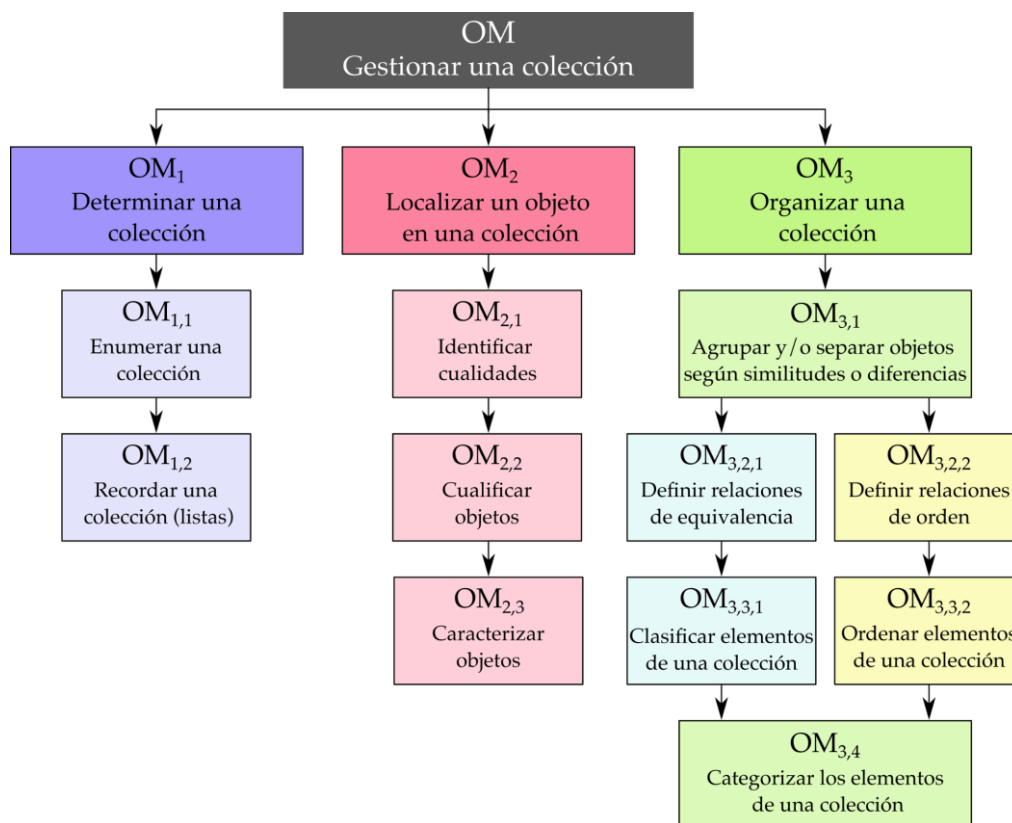 OM
Gestionar una colección
OM1
Determinar una
colección
OM2
Localizar un objeto
en una colección
OM3
Organizar una
colección
OM1,1
Enumerar una
colección
OM2,1
Identificar
cualidades
OM3,1
Agrupar y/o separar objetos
según similitudes o diferencias
OM1,2
Recordar una
colección (listas)
OM2,2
Cualificar
objetos
OM3,2,1
Definir relaciones
de equivalencia
OM3,2,2
Definir relaciones
de orden
OM2,3
Caracterizar
objetos
OM3,3,1
Clasificar elementos
de una colección
OM3,3,2
Ordenar elementos
de una colección
OM3,4
Categorizar los elementos
de una colección